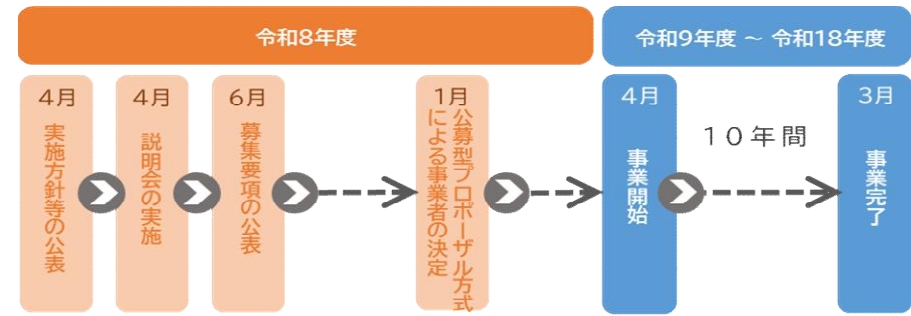 令和8年度
令和9年度 ～ 令和18年度
4月
実施方針等の公表
4月
説明会の実施
6月
募集要項の公表
1月
公募型プロポーザル方式
による事業者の決定
4月
事業開始
10年間
3月
事業完了